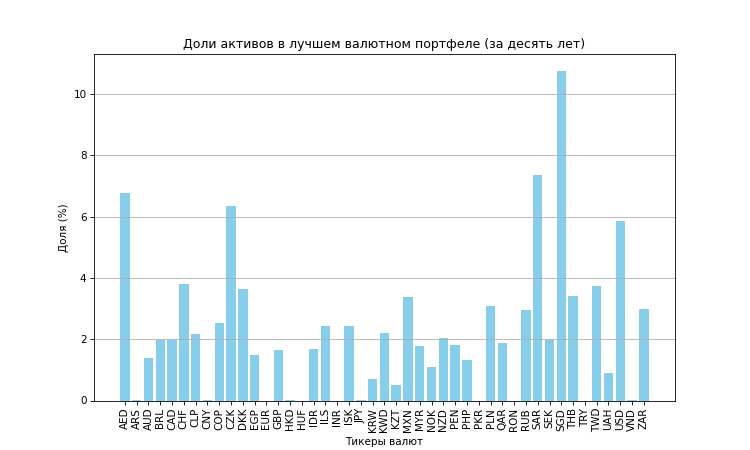 Доли активов в лучшем валютном портфеле (за десять лет)
Доля (%)
10
8
6
4
2
0
AED ARS AUD BRL CAD CHF CLP CNY COP CZK DKK EGP EUR GBP HKD HUF IDR ILS INR ISK JPY KRW KWD KZT MXN MYR NOK NZD PEN PHP PKR PLN QAR RON RUB SAR SEK SGD THB TRY TWD UAH USD VND ZAR
Тикеры валют